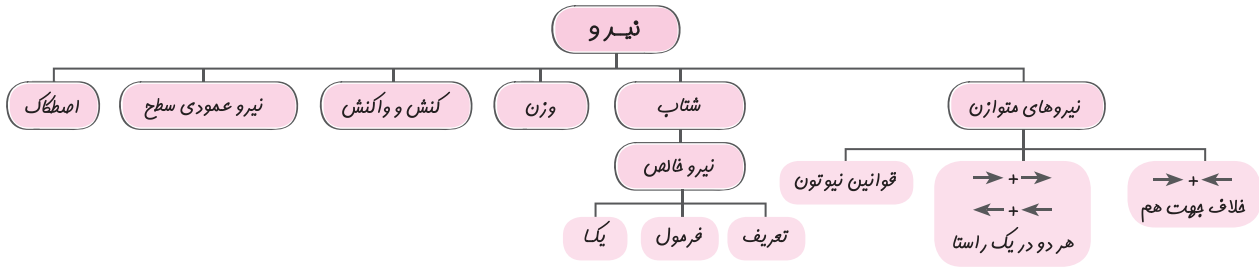 نیرو
نیروهای متوازن
شتاب
وزن
کنش و واکنش
نیرو عمودی سطح
اصطکاک
نیرو خالص
→ + ←
خلاف جهت هم
→ + →
← + ←
هر دو در یک راستا
قوانین نیوتون
تعریف
فرمول
یکا